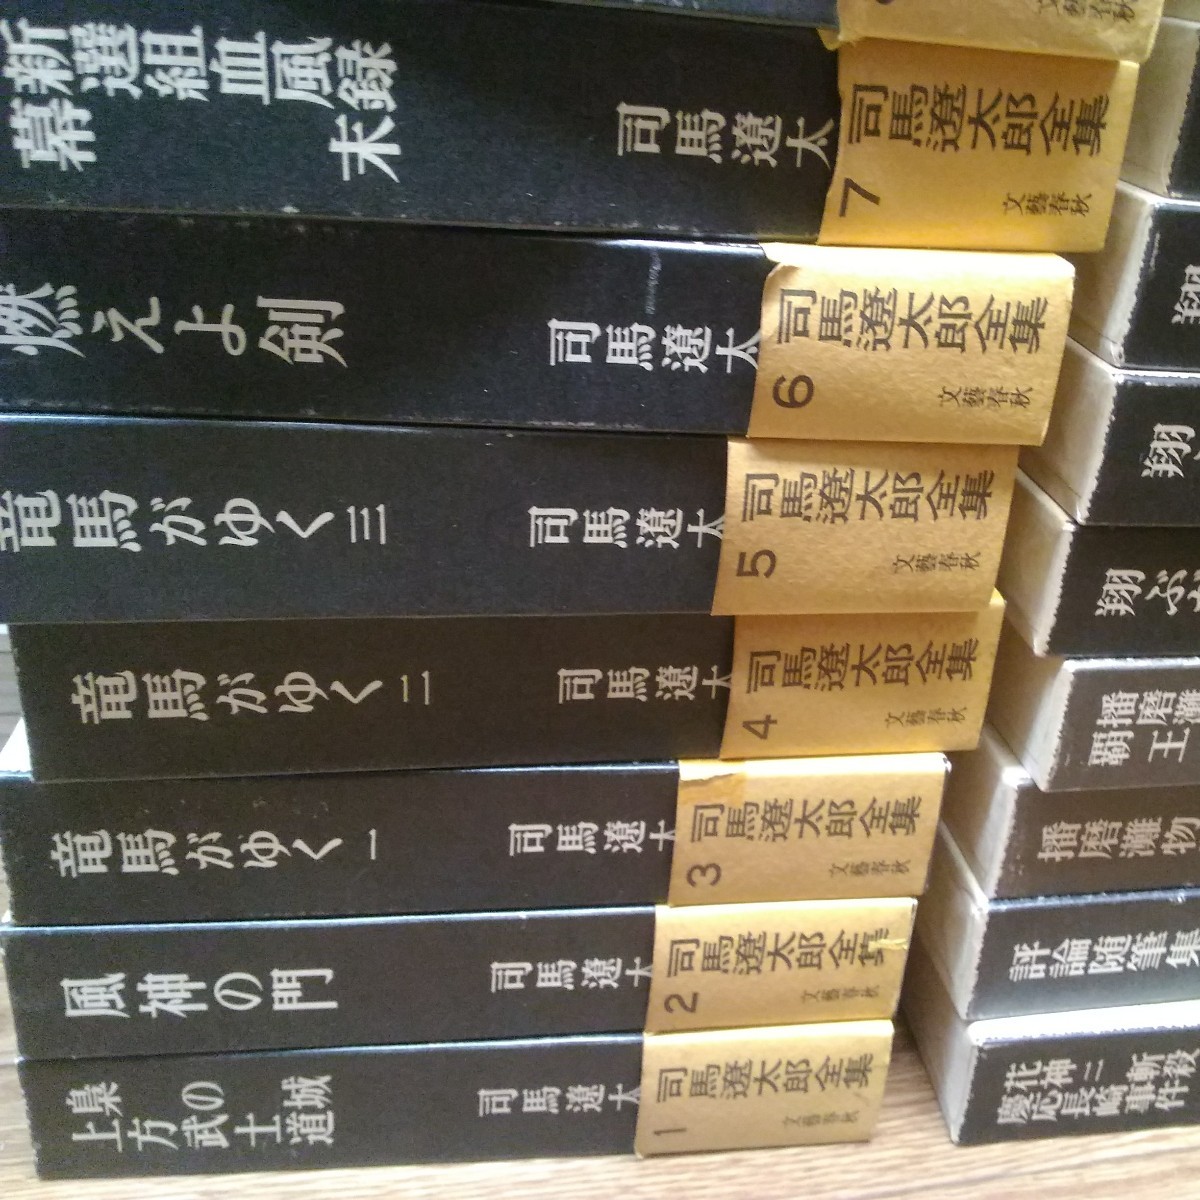 新選組血風録
幕末
司馬遼太
司馬遼太郎全集
7
文藝春秋
燃えよ剣
司馬遼太
司馬遼太郎全集
6
文藝春秋
竜馬がゆく 三
司馬遼太
司馬遼太郎全集
5
文藝春秋
竜馬がゆく 二
司馬遼太
司馬遼太郎全集
4
文藝春秋
竜馬がゆく 一
司馬遼太
司馬遼太郎全集
3
文藝春秋
風神の門
司馬遼太
司馬遼太郎全集
2
文藝春秋
梟の城
上方武士道
司馬遼太
司馬遼太郎全集
1
文藝春秋
翔
翔
翔ぶ
播磨灘
覇王
播磨灘物
評論随筆集
花神 二 斬殺
慶応長崎事件